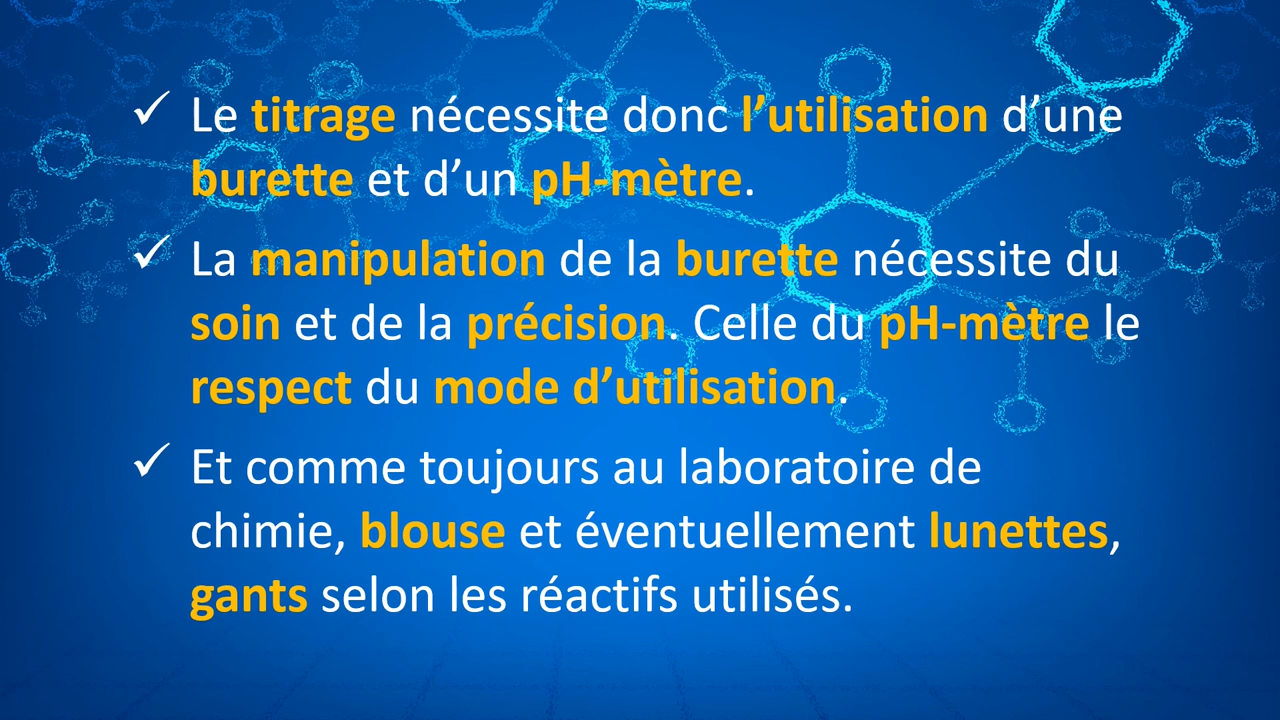 ✓ Le titrage nécessite donc l’utilisation d’une
burette et d’un pH-mètre.
✓ La manipulation de la burette nécessite du
soin et de la précision. Celle du pH-mètre le
respect du mode d’utilisation.
✓ Et comme toujours au laboratoire de
chimie, blouse et éventuellement lunettes,
gants selon les réactifs utilisés.